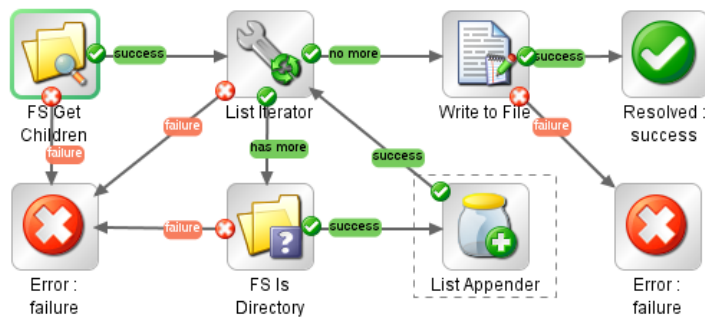 success
no more
success
FS Get
Children
List Iterator
Write to File
Resolved :
success
failure
failure
has more
success
failure
failure
success
Error :
failure
FS Is
Directory
List Appender
Error :
failure
?